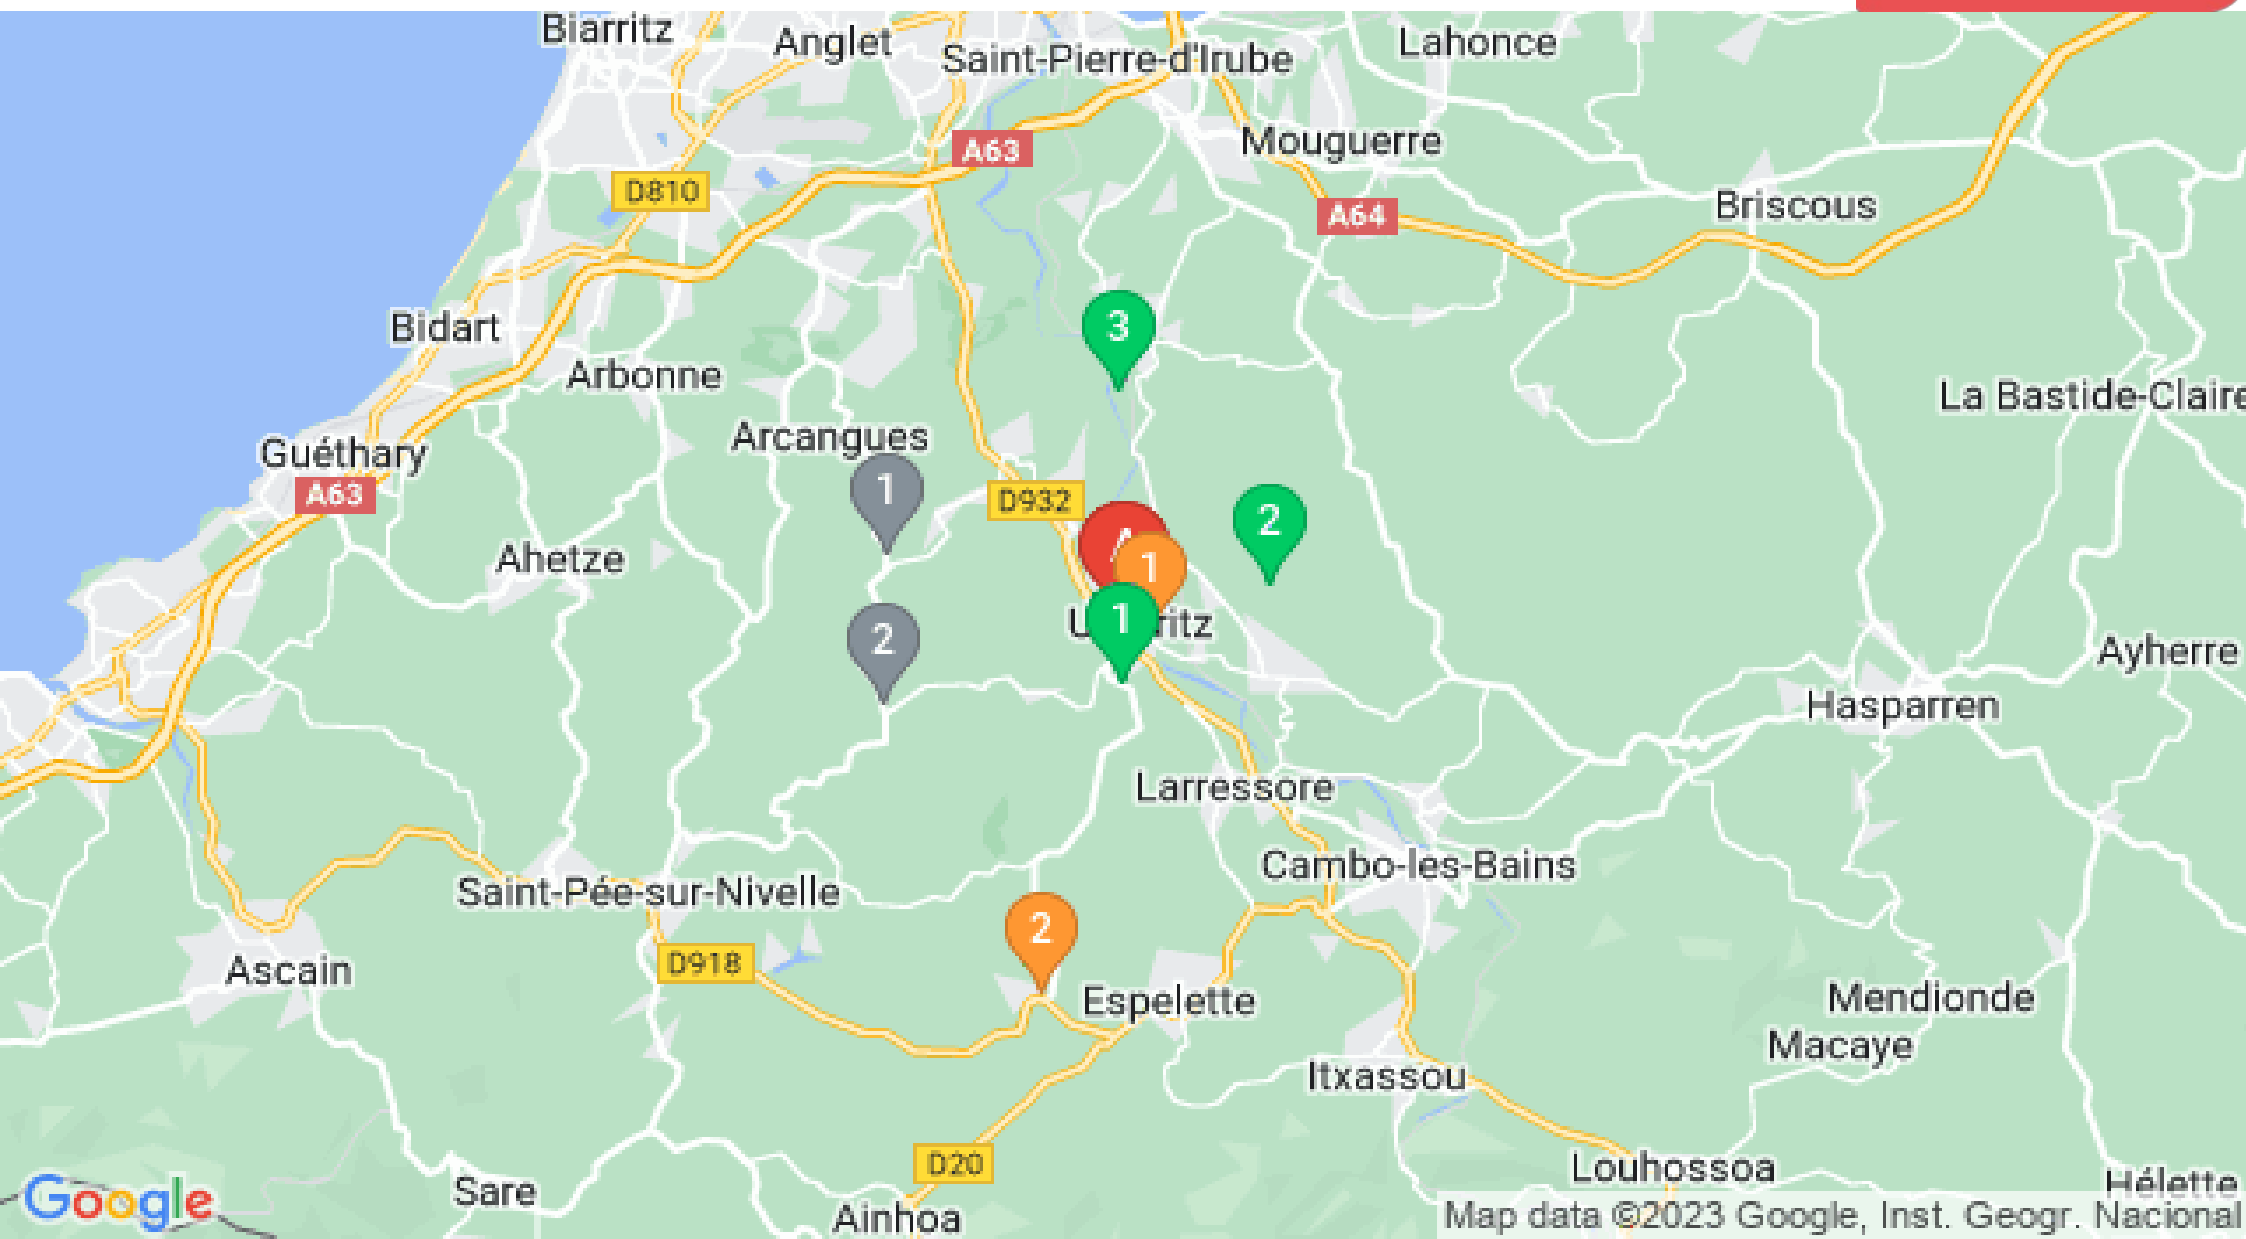 Biarritz
Anglet
Saint-Pierre-d'Irube
Lahonce
Mouguerre
A63
D810
A64
Briscous
Bidart
3
Arbonne
La Bastide-Claire
Arcangues
Guéthary
A63
1
D932
2
Ahetze
1
1
2
Ayherre
Hasparren
Larressore
Cambo-les-Bains
Saint-Pée-sur-Nivelle
2
D918
Ascain
Espelette
Mendionde
Macaye
Itxassou
D20
Louhossoa
Sare
Hélette
Google
Ainhoa
Map data ©2023 Google, Inst. Geogr. Nacional